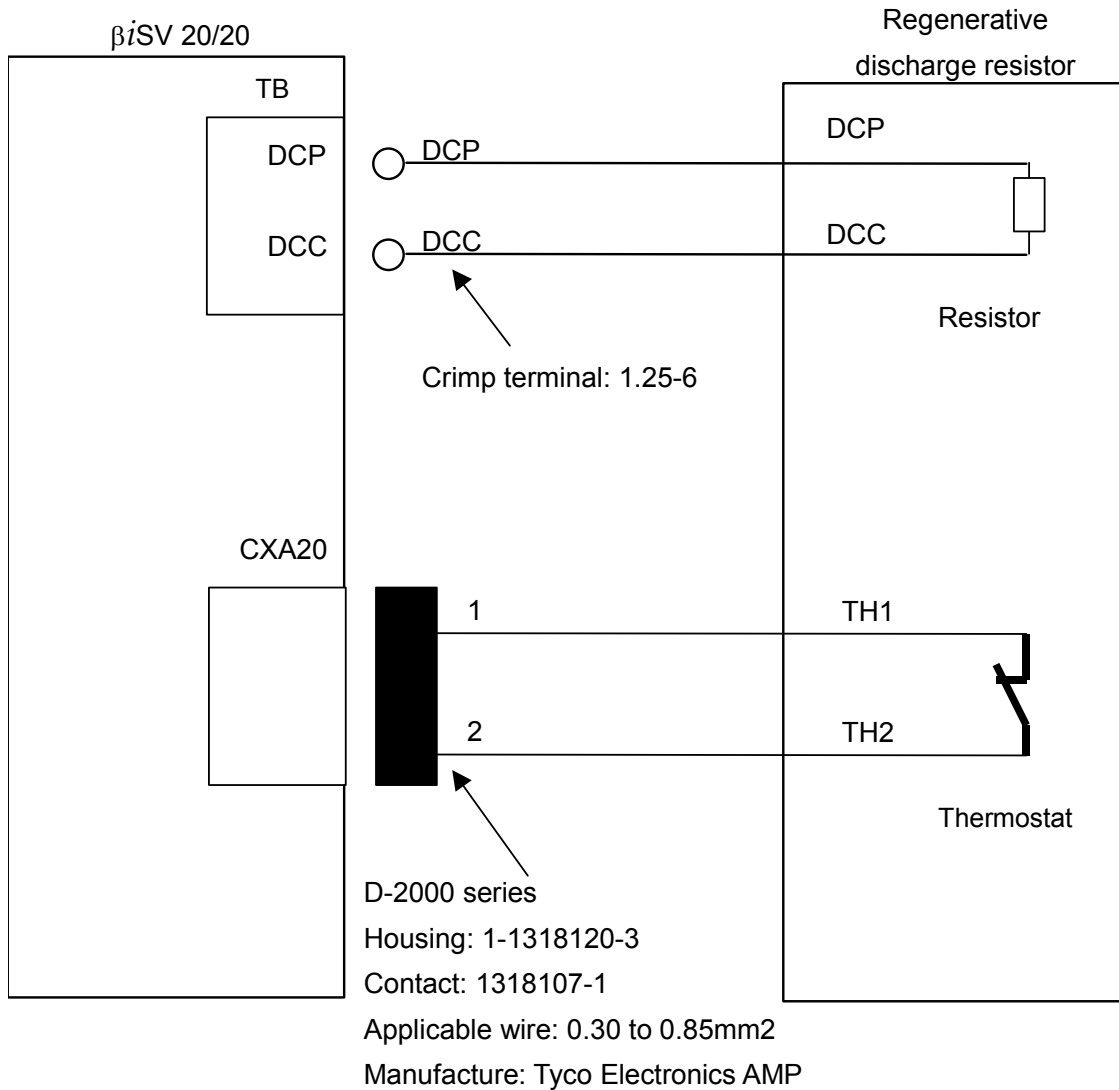 βiSV 20/20
Regenerative
discharge resistor
TB
DCP
DCP
DCP
DCC
DCC
DCC
Resistor
Crimp terminal: 1.25-6
CXA20
1
TH1
2
TH2
Thermostat
D-2000 series
Housing: 1-1318120-3
Contact: 1318107-1
Applicable wire: 0.30 to 0.85mm2
Manufacture: Tyco Electronics AMP